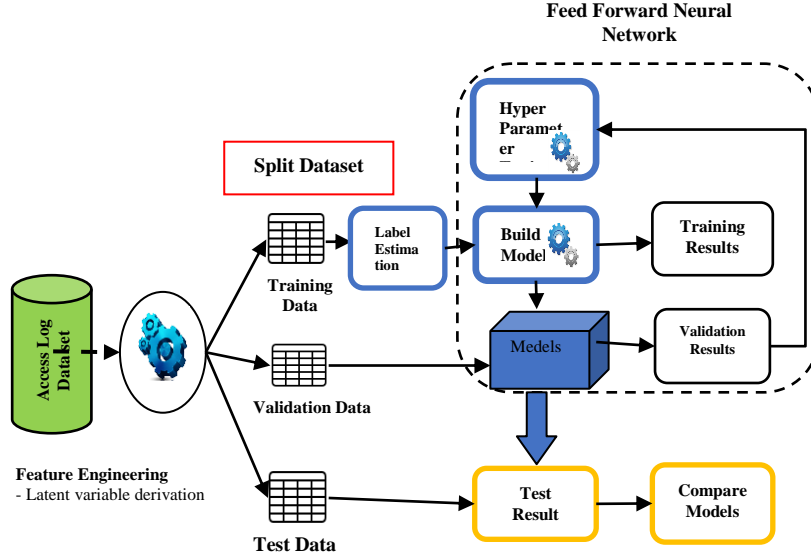 Feed Forward Neural
Network
Hyper
Paramet
er
Split Dataset
Label
Estima
tion
Build
Model
Training
Results
Training
Data
Access Log
Dataset
Medels
Validation
Results
Validation Data
Feature Engineering
- Latent variable derivation
Test
Result
Compare
Models
Test Data